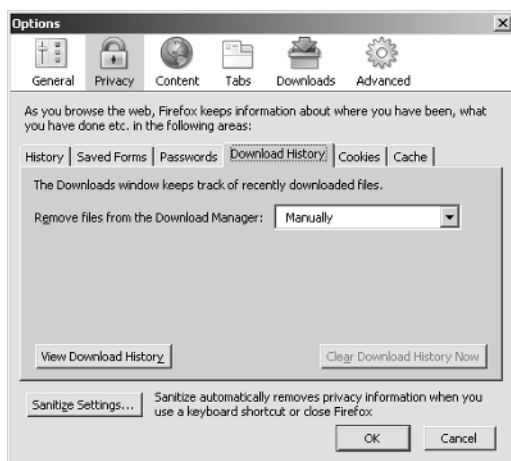 Options
General Privacy Content Tabs Downloads Advanced
As you browse the web, Firefox keeps information about where you have been, what
you have done etc. in the following areas:
History Saved Forms Passwords Download History Cookies Cache
The Downloads window keeps track of recently downloaded files.
Remove files from the Download Manager: Manually
View Download History Clear Download History Now
Sanitize Settings... Sanitize automatically removes privacy information when you
use a keyboard shortcut or close Firefox
OK Cancel